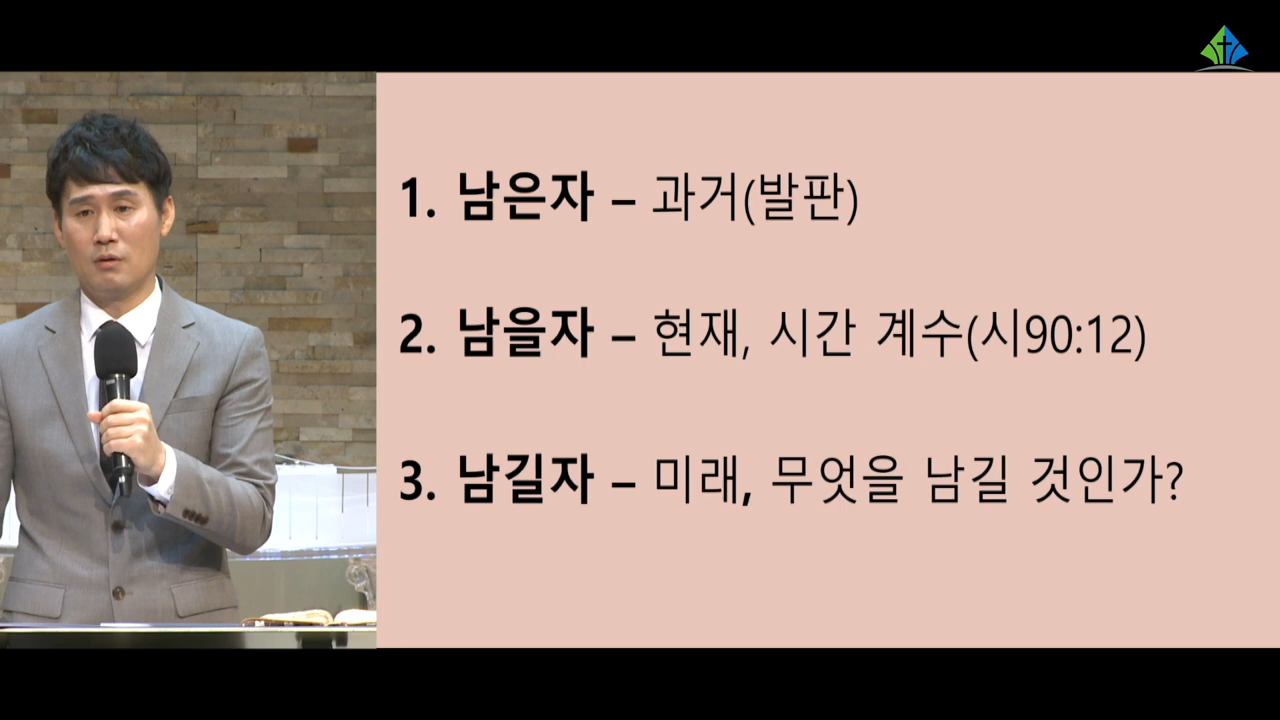 1. 남은자 – 과거(발판)
2. 남을자 – 현재, 시간 계수(시90:12)
3. 남길자 – 미래, 무엇을 남길 것인가?